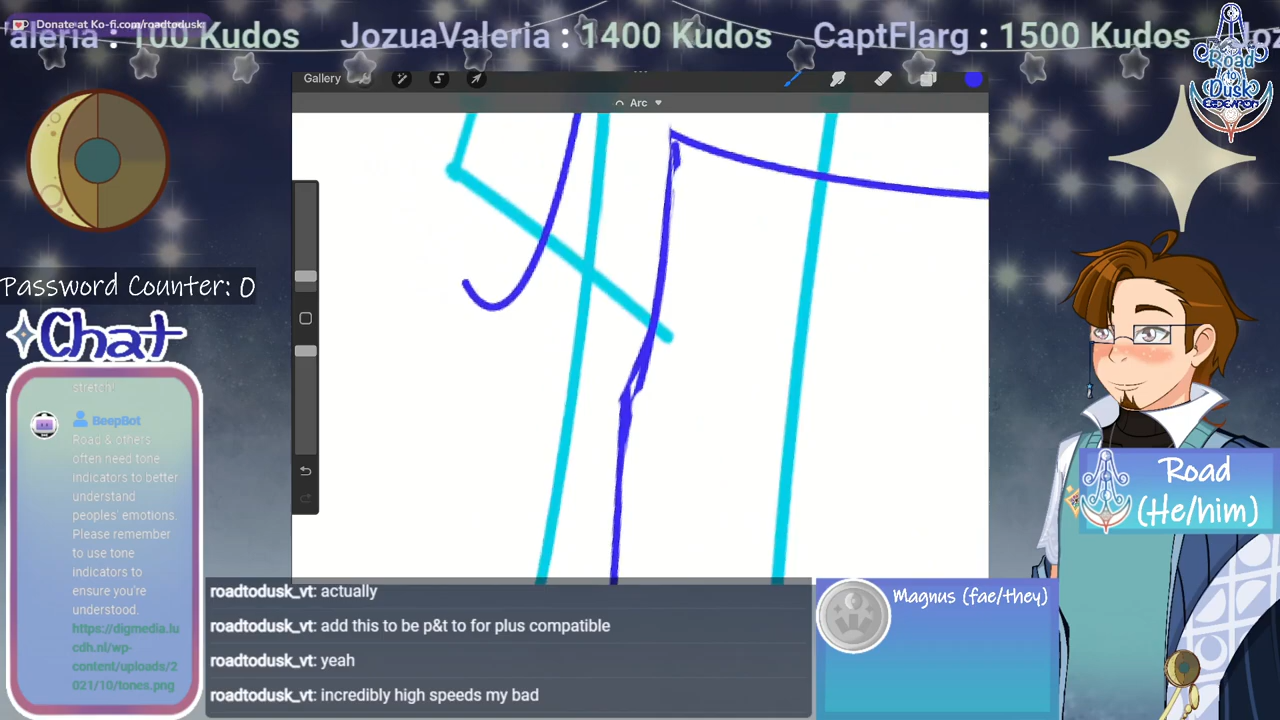 Donate at Ko-fi.com/roadtodusk
aleria : 100 Kudos JozuaValeria : 1400 Kudos CaptFlarg : 1500 Kudos Joz
Road
to
Dusk
Gallery
Arc
Password Counter: 0
Chat
stretch!
BeepBot
Road & others
often need tone
indicators to better
understand
peoples' emotions.
Please remember
to use tone
indicators to
ensure you're
understood.
https://digmedia.lu
cdh.nl/wp-
content/uploads/2
021/10/tones.png
roadtodusk_vt: actually
roadtodusk_vt: add this to be p&t to for plus compatible
roadtodusk_vt: yeah
roadtodusk_vt: incredibly high speeds my bad
Magnus (fae/they)
Road
(He/him)